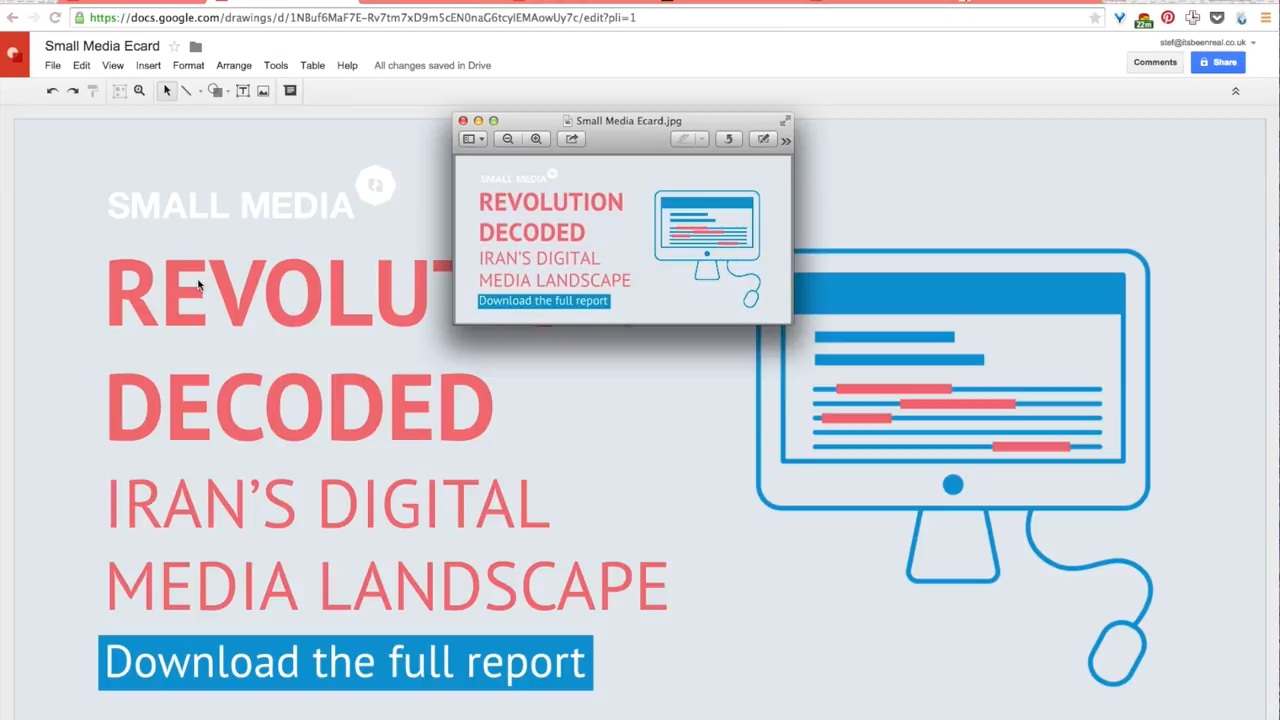 https://docs.google.com/drawings/d/1N8uf6MaF7E-Rv7tm7xD9m5cEN0naG6tcylEMAowUy7c/edit?pli=1
22m
Small Media Ecard
stef@itsbeenreal.co.uk
File Edit View Insert Format Arrange Tools Table Help All changes saved in Drive
Comments
Share
Small Media Ecard.jpg
SMALL MEDIA
REVOLUTION
DECODED
IRAN'S DIGITAL
MEDIA LANDSCAPE
Download the full report
SMALL MEDIA
REVOLUT
DECODED
IRAN'S DIGITAL
MEDIA LANDSCAPE
Download the full report